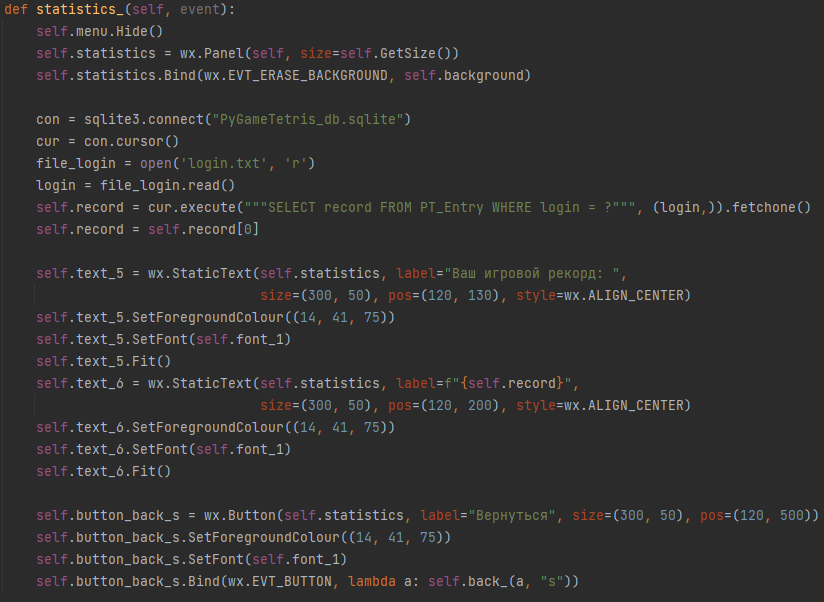 def statistics_(self, event):
    self.menu.Hide()
    self.statistics = wx.Panel(self, size=self.GetSize())
    self.statistics.Bind(wx.EVT_ERASE_BACKGROUND, self.background)

    con = sqlite3.connect("PyGameTetris_db.sqlite")
    cur = con.cursor()
    file_login = open('login.txt', 'r')
    login = file_login.read()
    self.record = cur.execute("""SELECT record FROM PT_Entry WHERE login = ?""", (login,)).fetchone()
    self.record = self.record[0]

    self.text_5 = wx.StaticText(self.statistics, label="Ваш игровой рекорд: ",
                                size=(300, 50), pos=(120, 130), style=wx.ALIGN_CENTER)
    self.text_5.SetForegroundColour((14, 41, 75))
    self.text_5.SetFont(self.font_1)
    self.text_5.Fit()
    self.text_6 = wx.StaticText(self.statistics, label=f"{self.record}",
                                size=(300, 50), pos=(120, 200), style=wx.ALIGN_CENTER)
    self.text_6.SetForegroundColour((14, 41, 75))
    self.text_6.SetFont(self.font_1)
    self.text_6.Fit()

    self.button_back_s = wx.Button(self.statistics, label="Вернуться", size=(300, 50), pos=(120, 500))
    self.button_back_s.SetForegroundColour((14, 41, 75))
    self.button_back_s.SetFont(self.font_1)
    self.button_back_s.Bind(wx.EVT_BUTTON, lambda a: self.back_(a, "s"))